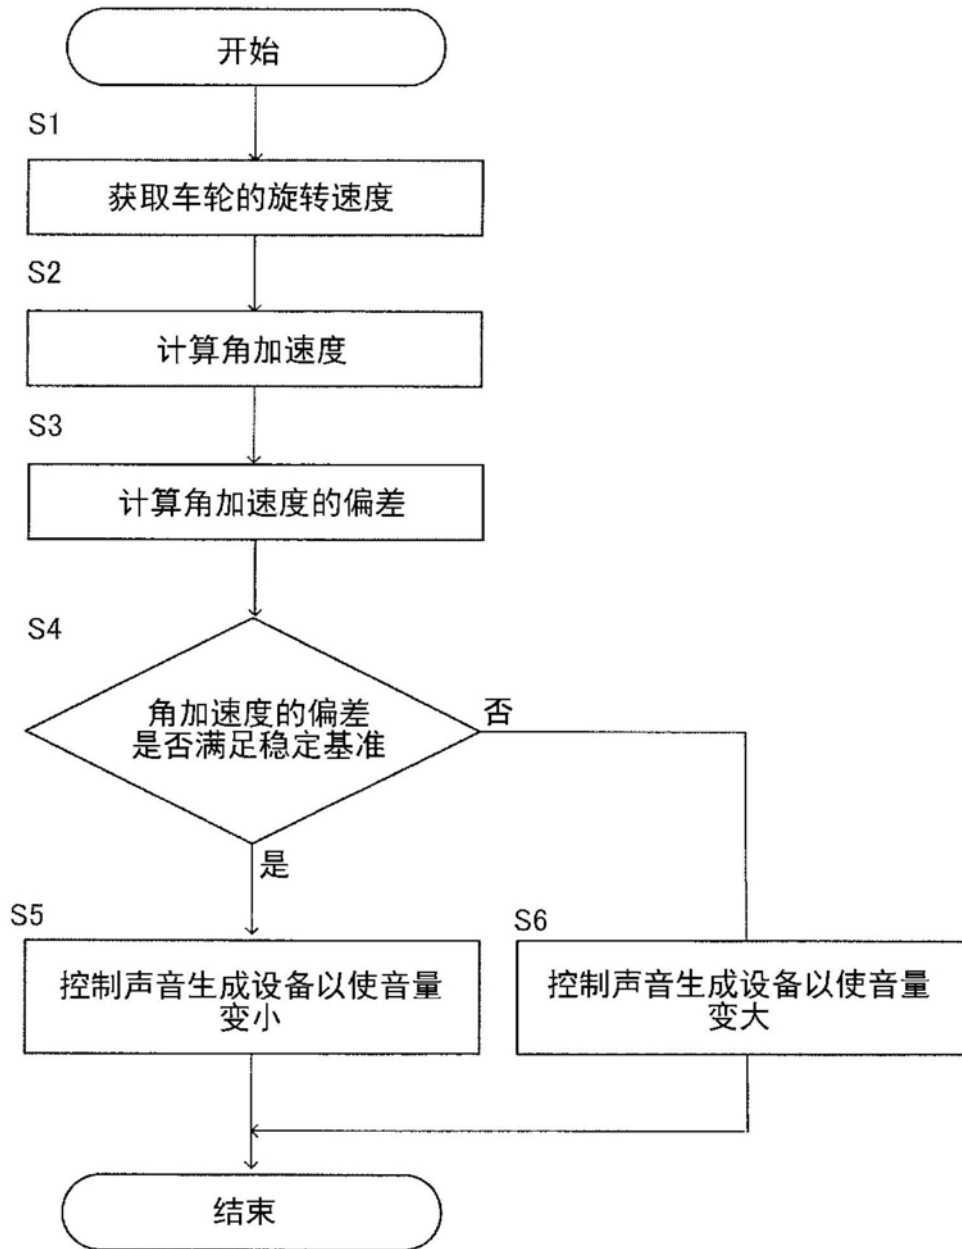 开始
S1
获取车轮的旋转速度
S2
计算角加速度
S3
计算角加速度的偏差
S4
角加速度的偏差
是否满足稳定基准
否
是
S5
控制声音生成设备以使音量
变小
S6
控制声音生成设备以使音量
变大
结束